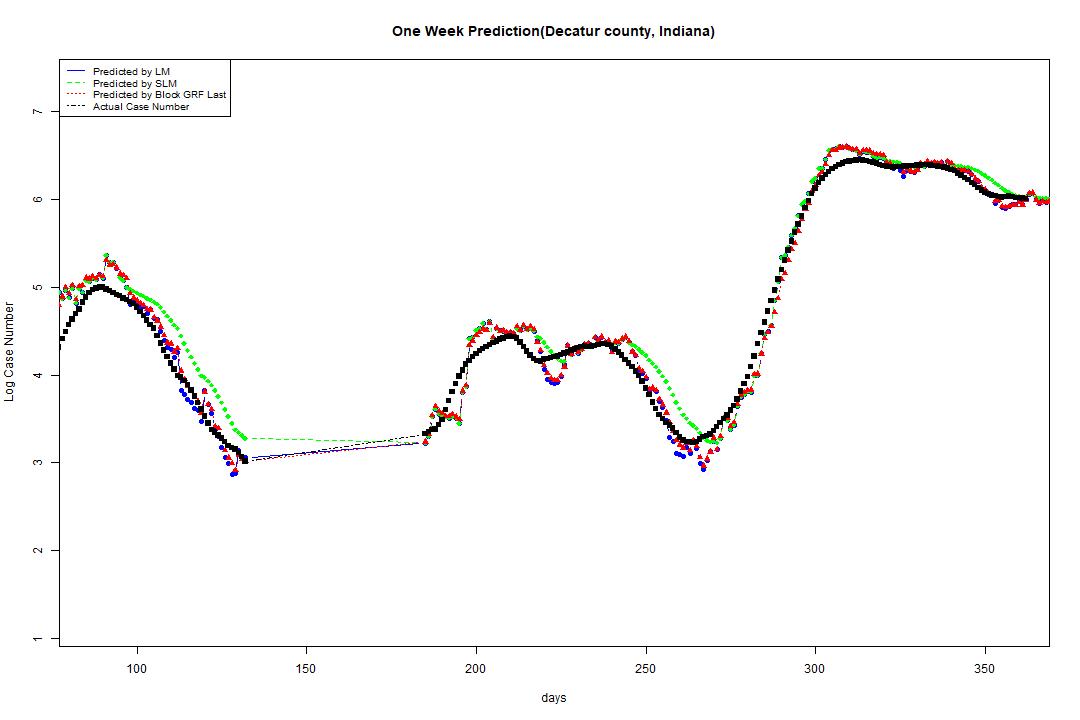 One Week Prediction(Decatur county, Indiana)
Predicted by LM
Predicted by SLM
Predicted by Block GRF Last
Actual Case Number
Log Case Number
7
6
5
4
3
2
1
100 150 200 250 300 350
days